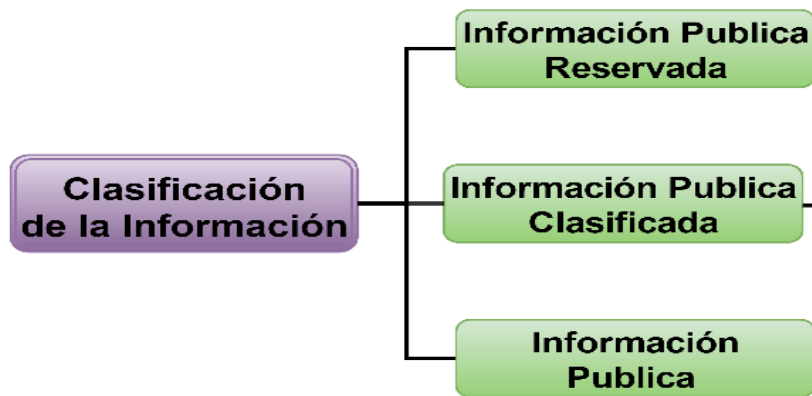 Información Publica
Reservada
Clasificación
de la Información
Información Publica
Clasificada
Información
Publica